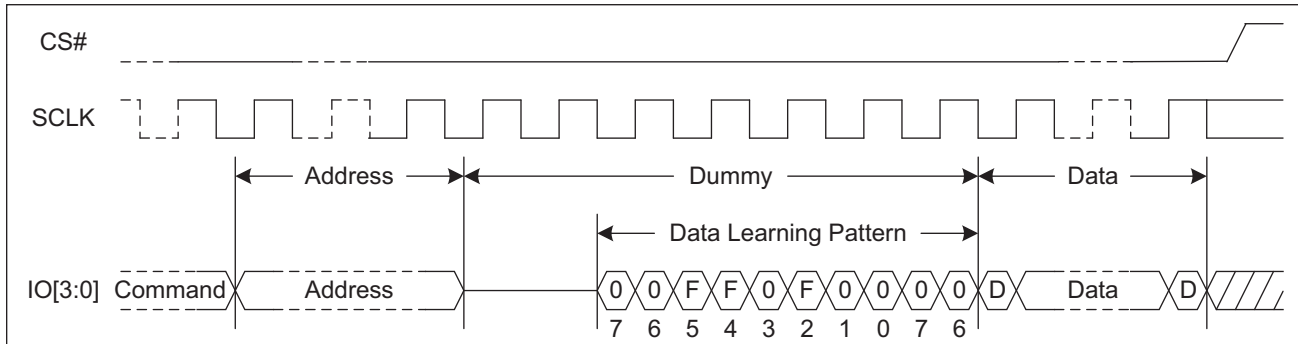 CS#
SCLK
Address Dummy Data
Data Learning Pattern
IO[3:0] Command Address 0 0 F F 0 F 0 0 0 0 D Data D
7 6 5 4 3 2 1 0 7 6